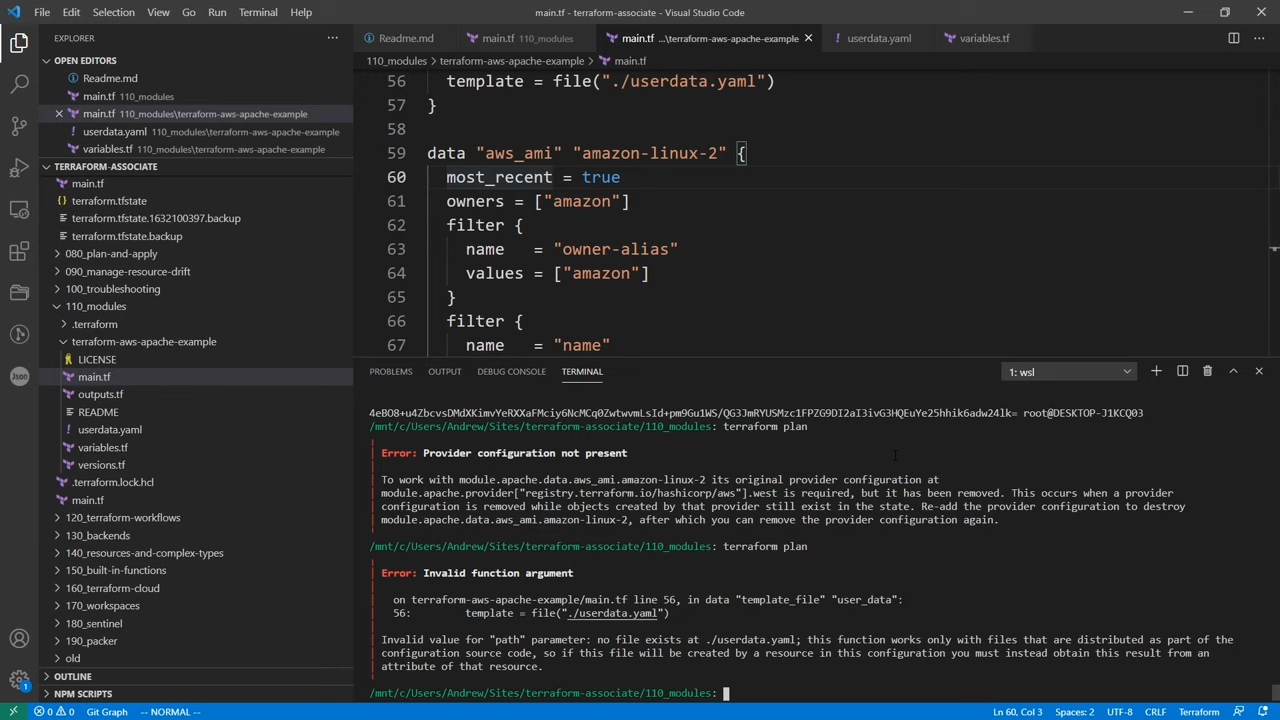 File Edit Selection View Go Run Terminal Help
main.tf - terraform-associate - Visual Studio Code
EXPLORER
OPEN EDITORS
Readme.md
main.tf 110_modules
main.tf 110_modules\terraform-aws-apache-example
userdata.yaml 110_modules\terraform-aws-apache-example
variables.tf 110_modules\terraform-aws-apache-example
TERRAFORM-ASSOCIATE
main.tf
terraform.tfstate
terraform.tfstate.1632100397.backup
terraform.tfstate.backup
080_plan-and-apply
090_manage-resource-drift
100_troubleshooting
110_modules
.terraform
terraform-aws-apache-example
LICENSE
main.tf
outputs.tf
README
userdata.yaml
variables.tf
versions.tf
.terraform.lock.hcl
main.tf
120_terraform-workflows
130_backends
140_resources-and-complex-types
150_built-in-functions
160_terraform-cloud
170_workspaces
180_sentinel
190_packer
old
OUTLINE
NPM SCRIPTS
Json
1
Readme.md
main.tf 110_modules
main.tf ...\terraform-aws-apache-example
userdata.yaml
variables.tf
110_modules > terraform-aws-apache-example > main.tf
56 template = file("./userdata.yaml")
57 }
58
59 data "aws_ami" "amazon-linux-2" {
60 most_recent = true
61 owners = ["amazon"]
62 filter {
63 name = "owner-alias"
64 values = ["amazon"]
65 }
66 filter {
67 name = "name"
PROBLEMS OUTPUT DEBUG CONSOLE TERMINAL
1: wsl
4eBO8+u4ZbcvsDMdXKimvYeRXXaFMciy6NcMCq0ZwtwvmLsId+pm9Gu1WS/QG3JmRYUSMzc1FPZG9DI2aI3ivG3HQEuYe25hhik6adw24lk= root@DESKTOP-J1KCQ03
/mnt/c/Users/Andrew/Sites/terraform-associate/110_modules: terraform plan
Error: Provider configuration not present
To work with module.apache.data.aws_ami.amazon-linux-2 its original provider configuration at
module.apache.provider["registry.terraform.io/hashicorp/aws"].west is required, but it has been removed. This occurs when a provider
configuration is removed while objects created by that provider still exist in the state. Re-add the provider configuration to destroy
module.apache.data.aws_ami.amazon-linux-2, after which you can remove the provider configuration again.
/mnt/c/Users/Andrew/Sites/terraform-associate/110_modules: terraform plan
Error: Invalid function argument
on terraform-aws-apache-example/main.tf line 56, in data "template_file" "user_data":
56: template = file("./userdata.yaml")
Invalid value for "path" parameter: no file exists at ./userdata.yaml; this function works only with files that are distributed as part of the
configuration source code, so if this file will be created by a resource in this configuration you must instead obtain this result from an
attribute of that resource.
/mnt/c/Users/Andrew/Sites/terraform-associate/110_modules:
0 0 Git Graph -- NORMAL --
Ln 60, Col 3 Spaces: 2 UTF-8 CRLF Terraform